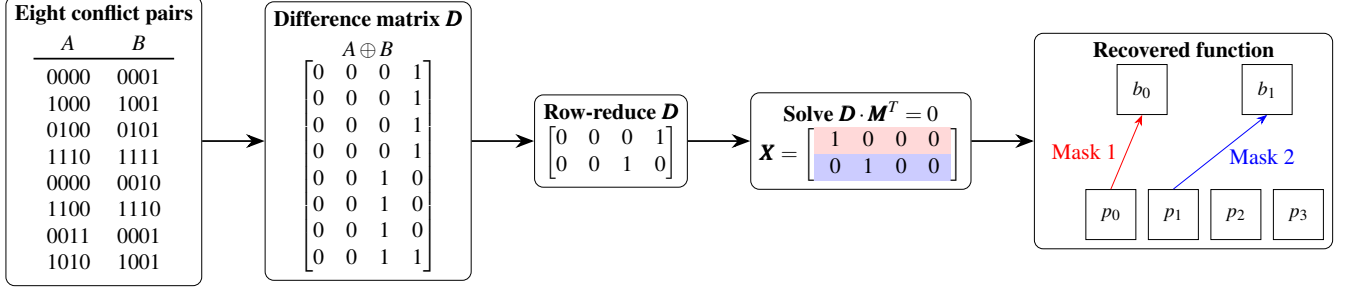 Eight conflict pairs
A B
0000 0001
1000 1001
0100 0101
1110 1111
0000 0010
1100 1110
0011 0001
1010 1001
Difference matrix D
A ⊕ B
0 0 0 1
0 0 0 1
0 0 0 1
0 0 0 1
0 0 1 0
0 0 1 0
0 0 1 0
0 0 1 1
Row-reduce D
0 0 0 1
0 0 1 0
Solve D · M^T = 0
X =
1 0 0 0
0 1 0 0
Recovered function
b₀ b₁
Mask 1 Mask 2
p₀ p₁ p₂ p₃